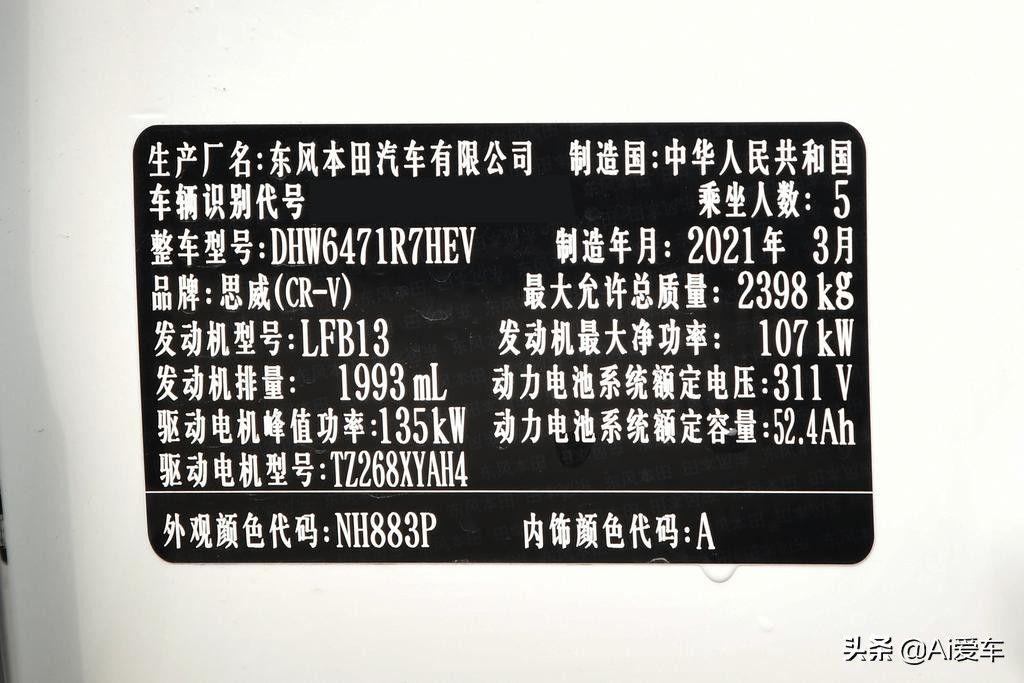 生产厂名:东风本田汽车有限公司 制造国:中华人民共和国
车辆识别代号 乘坐人数: 5
整车型号:DHW6471R7HEV 制造年月: 2021年 3月
品牌:思威(CR-V) 最大允许总质量: 2398 kg
发动机型号:LFB13 发动机最大净功率: 107 kW
发动机排量: 1993 mL 动力电池系统额定电压:311 V
驱动电机峰值功率:135kW 动力电池系统额定容量:52.4Ah
驱动电机型号:TZ268XYAH4
外观颜色代码:NH883P 内饰颜色代码:A
头条 @Ai爱车